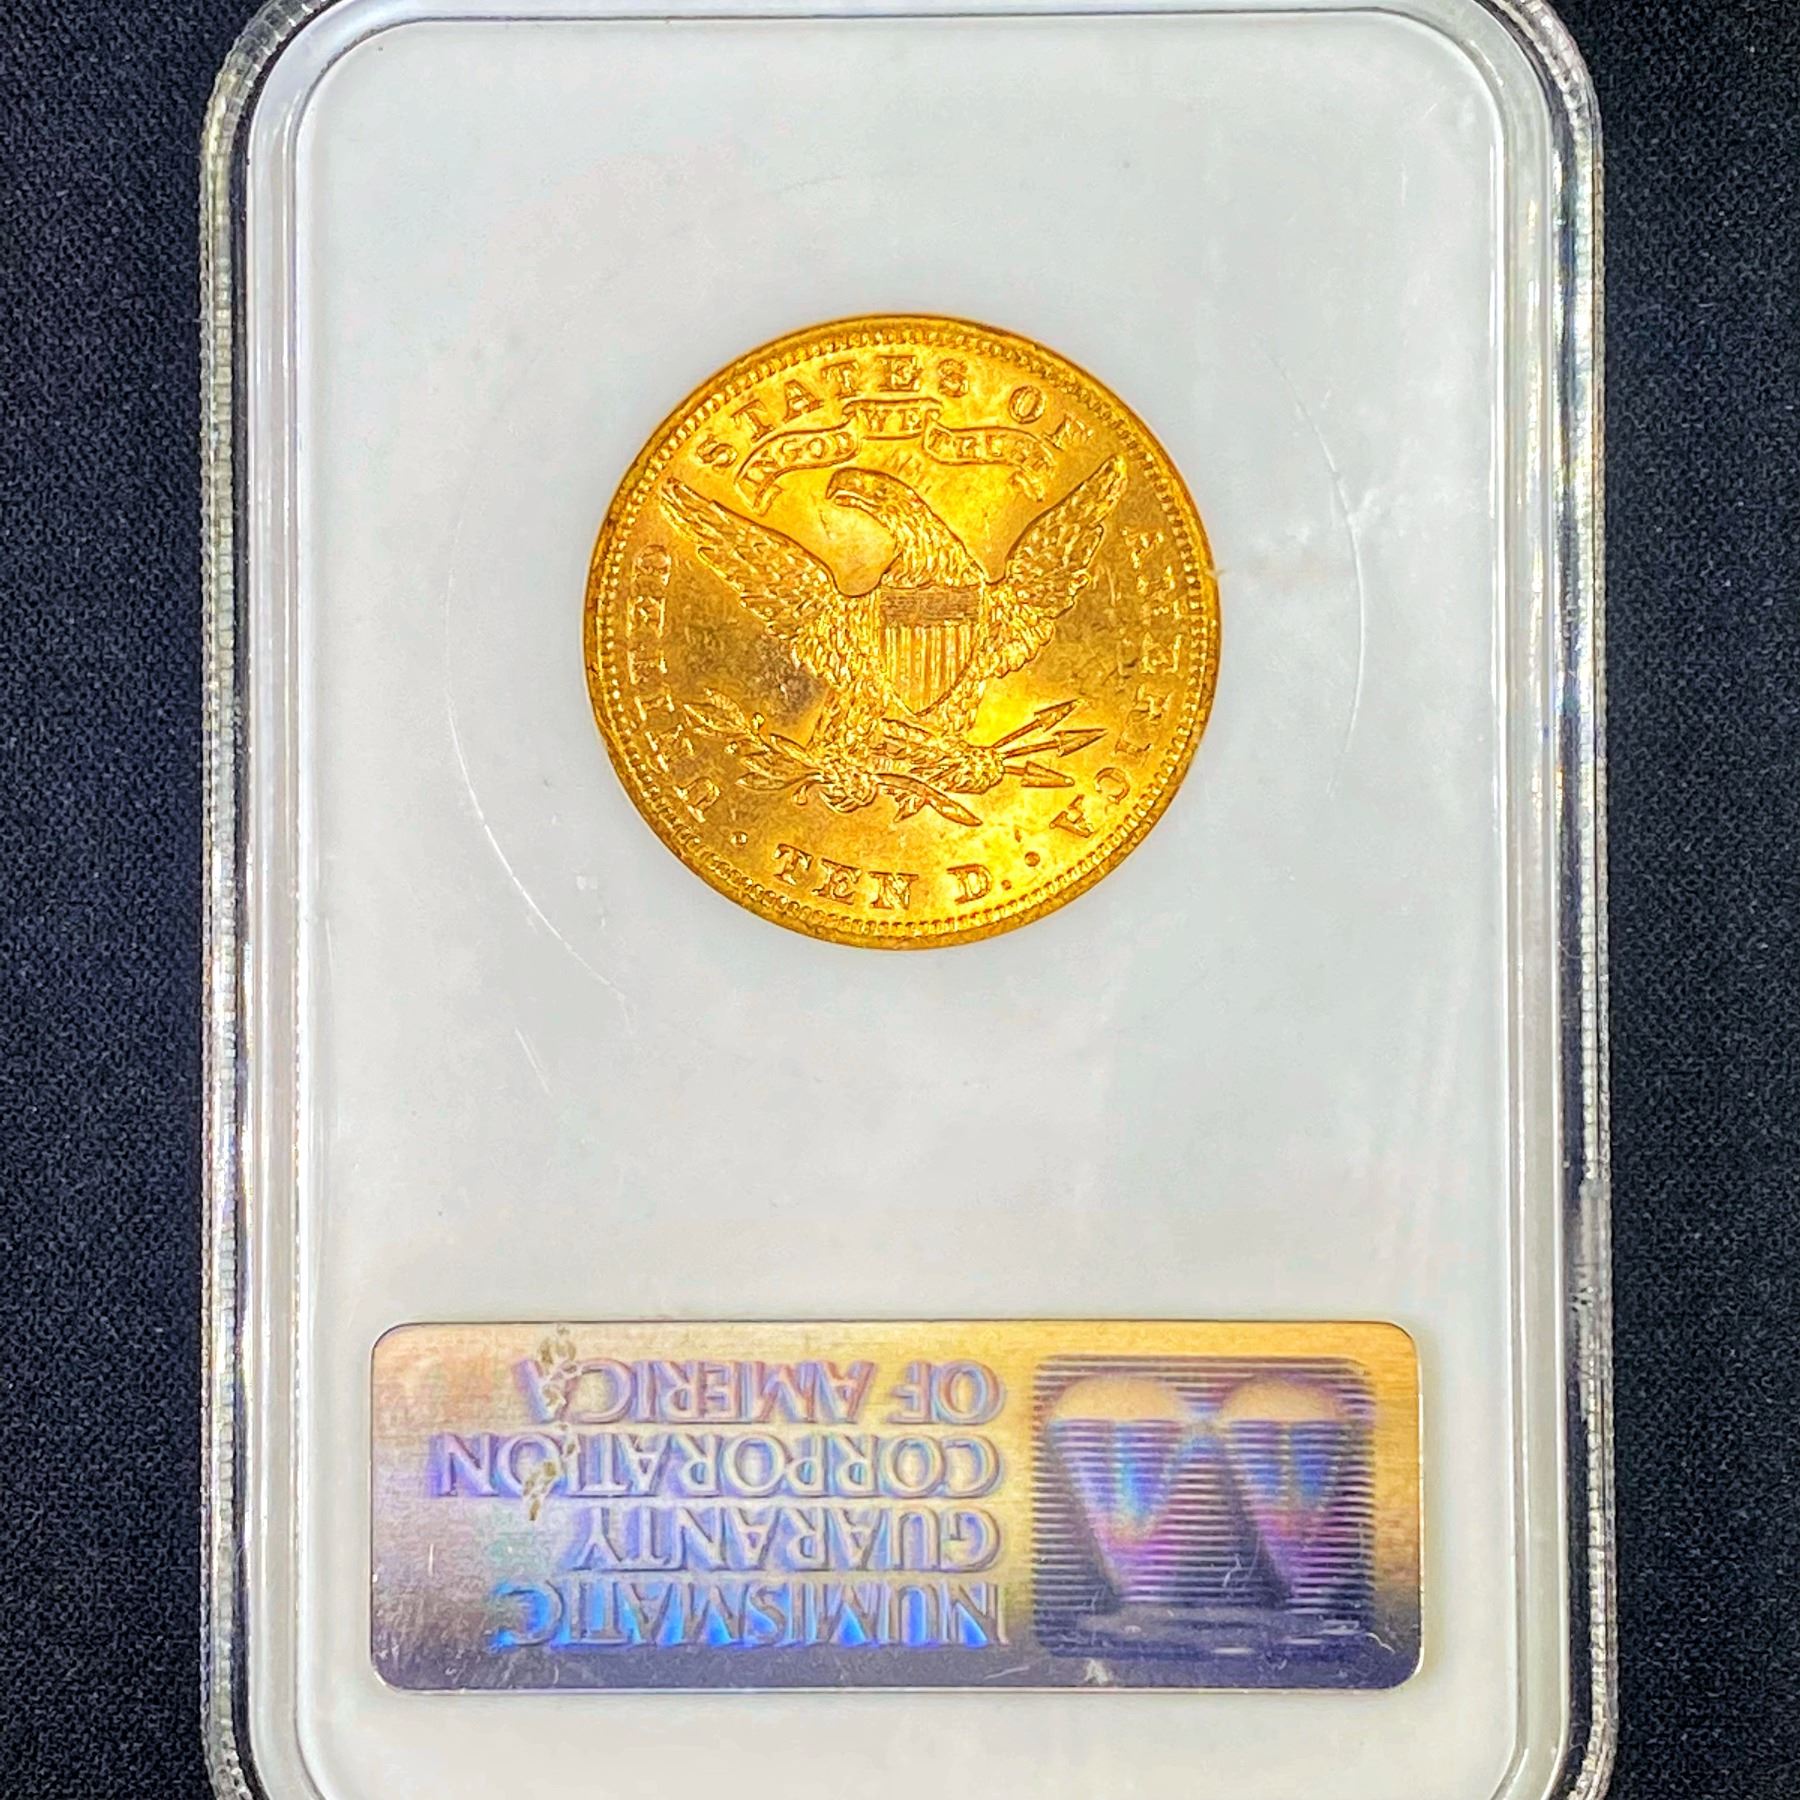 UNITED STATES OF AMERICA
IN GOD WE TRUST
· TEN D. ·
NUMISMATIC
GUARANTY
CORPORATION
OF AMERICA